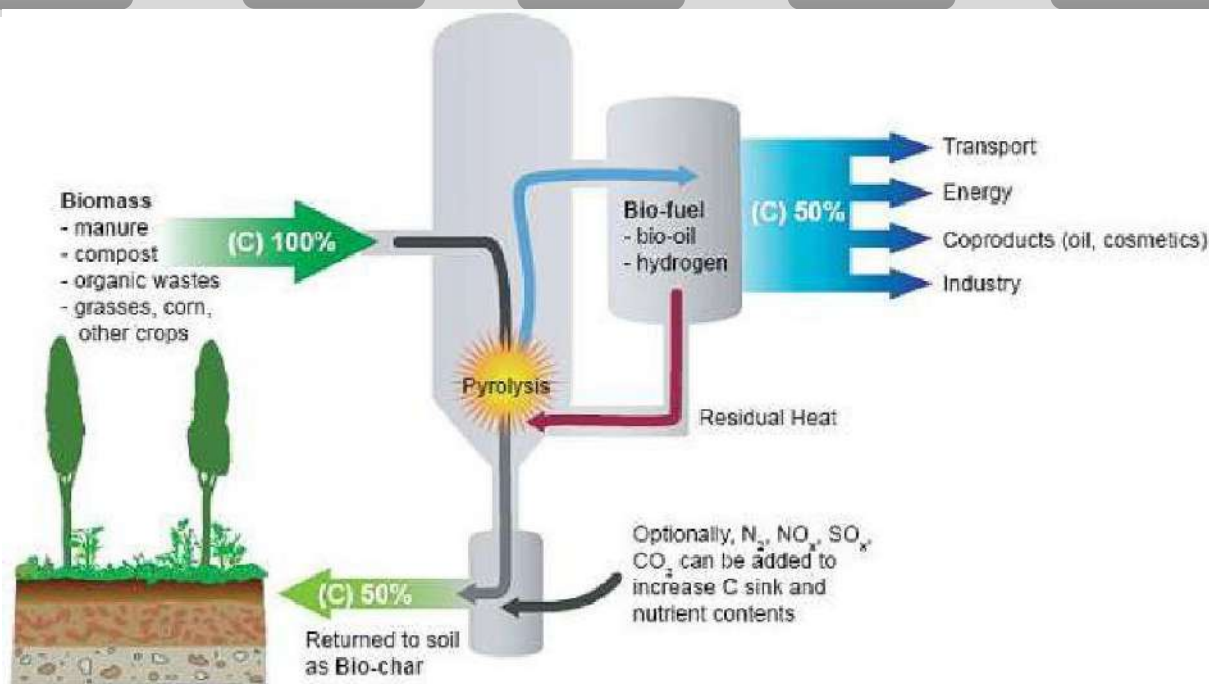 Biomass
- manure
- compost
- organic wastes
- grasses, corn,
other crops
(C) 100%
Pyrolysis
Bio-fuel
- bio-oil
- hydrogen
(C) 50%
Transport
Energy
Coproducts (oil, cosmetics)
Industry
Residual Heat
Optionally, N₂, NOₓ, SOₓ,
CO₂ can be added to
increase C sink and
nutrient contents
(C) 50%
Returned to soil
as Bio-char